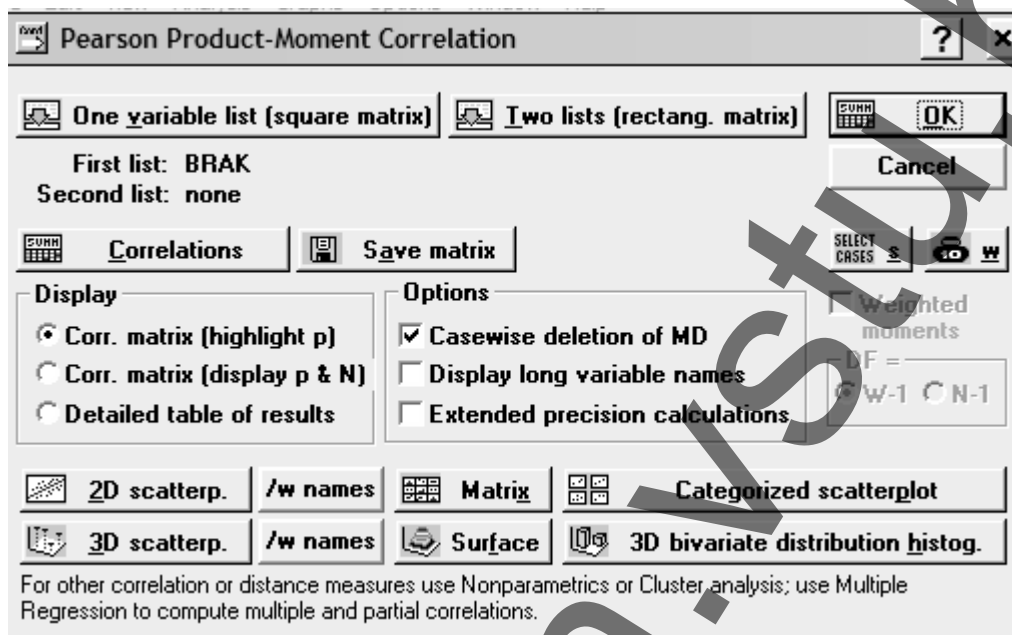 Pearson Product-Moment Correlation ? ×
One variable list (square matrix) Two lists (rectang. matrix) SUMM OK
First list: BRAK
Second list: none
Cancel
SUMM Correlations Save matrix SELECT CASES s w
Display
Corr. matrix (highlight p)
Corr. matrix (display p & N)
Detailed table of results
Options
Casewise deletion of MD
Display long variable names
Extended precision calculations
Weighted
moments
DF =
W-1 N-1
2D scatterp. /w names Matrix Categorized scatterplot
3D scatterp. /w names Surface 3D bivariate distribution histog.
For other correlation or distance measures use Nonparametrics or Cluster analysis; use Multiple
Regression to compute multiple and partial correlations.